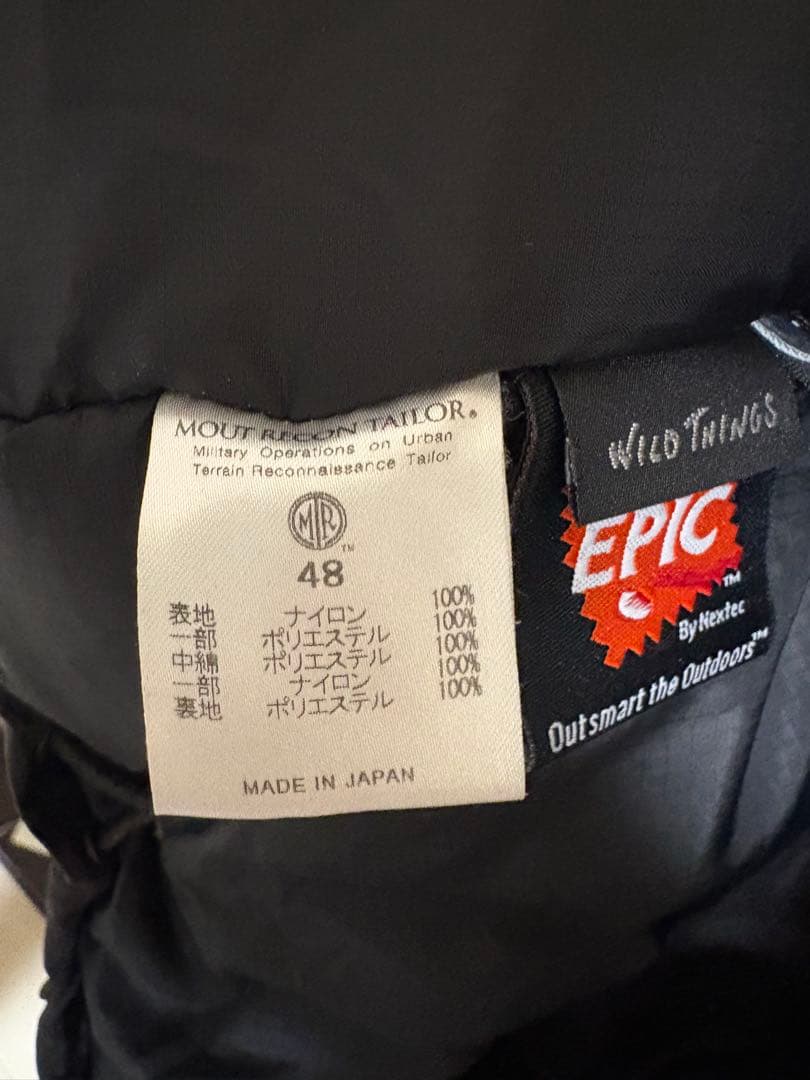 MOUT RECON TAILOR®
Military Operations on Urban
Terrain Reconnaissance Tailor
MTR™
48
表地 ナイロン 100%
一部 ポリエステル 100%
中綿 ポリエステル 100%
一部 ナイロン 100%
裏地 ポリエステル 100%
MADE IN JAPAN
WILD THINGS
EPIC™
By Nextec
Outsmart the Outdoors™